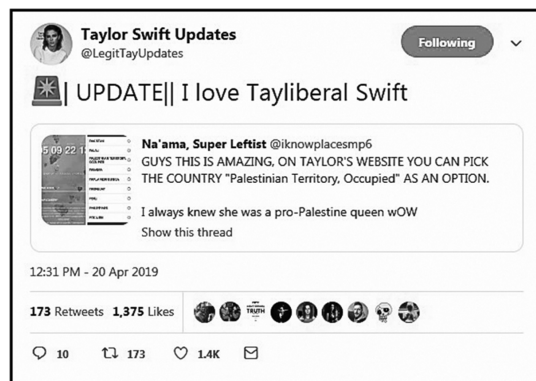 Taylor Swift Updates
@LegitTayUpdates
Following
🚨| UPDATE|| I love Tayliberal Swift
Na'ama, Super Leftist @iknowplacesmp6
GUYS THIS IS AMAZING, ON TAYLOR'S WEBSITE YOU CAN PICK
THE COUNTRY "Palestinian Territory, Occupied" AS AN OPTION.
I always knew she was a pro-Palestine queen wOW
Show this thread
12:31 PM - 20 Apr 2019
173 Retweets 1,375 Likes
10 173 1.4K